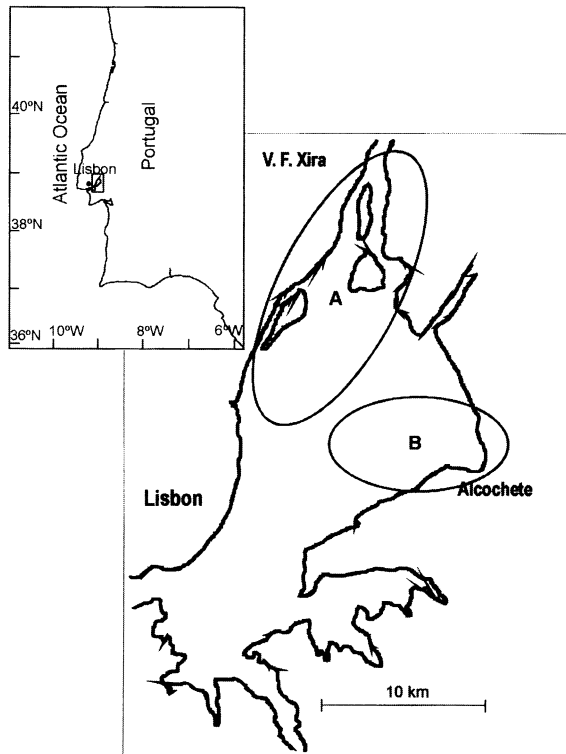 Atlantic Ocean
Portugal
Lisbon
40ºN
38ºN
36ºN
10ºW
8ºW
6ºW
V. F. Xira
A
B
Alcochete
Lisbon
10 km